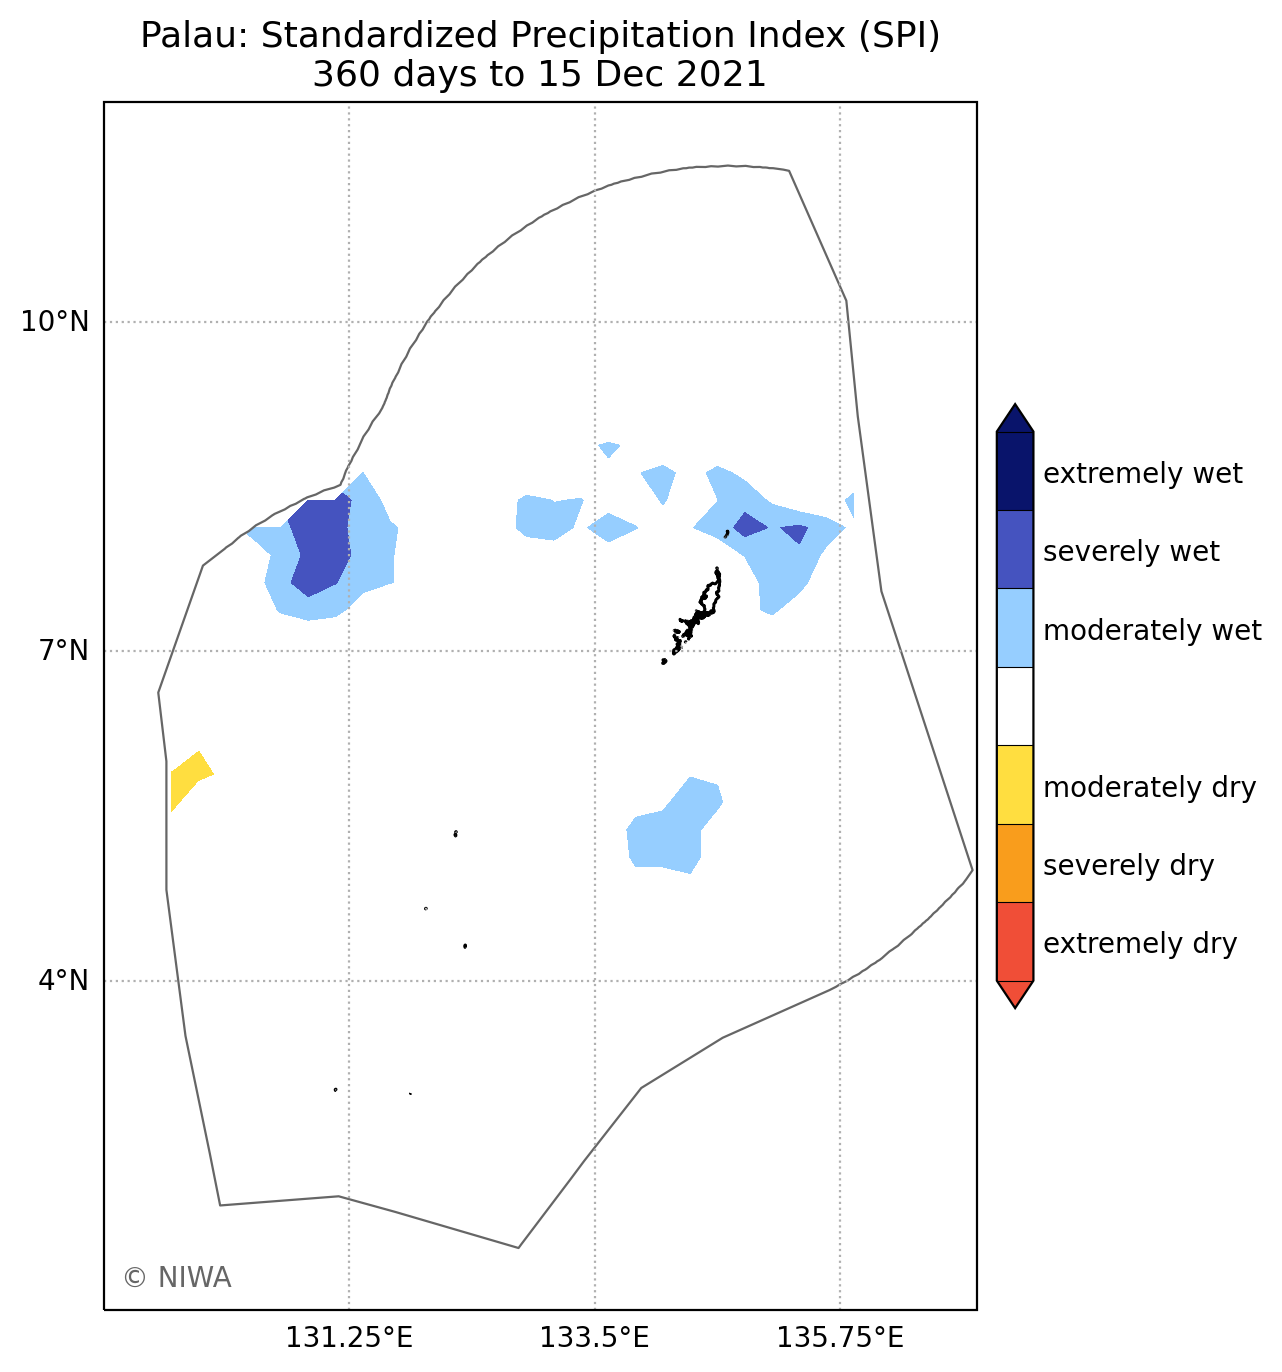 Palau: Standardized Precipitation Index (SPI)
360 days to 15 Dec 2021
10°N
7°N
4°N
131.25°E
133.5°E
135.75°E
extremely wet
severely wet
moderately wet
moderately dry
severely dry
extremely dry
© NIWA